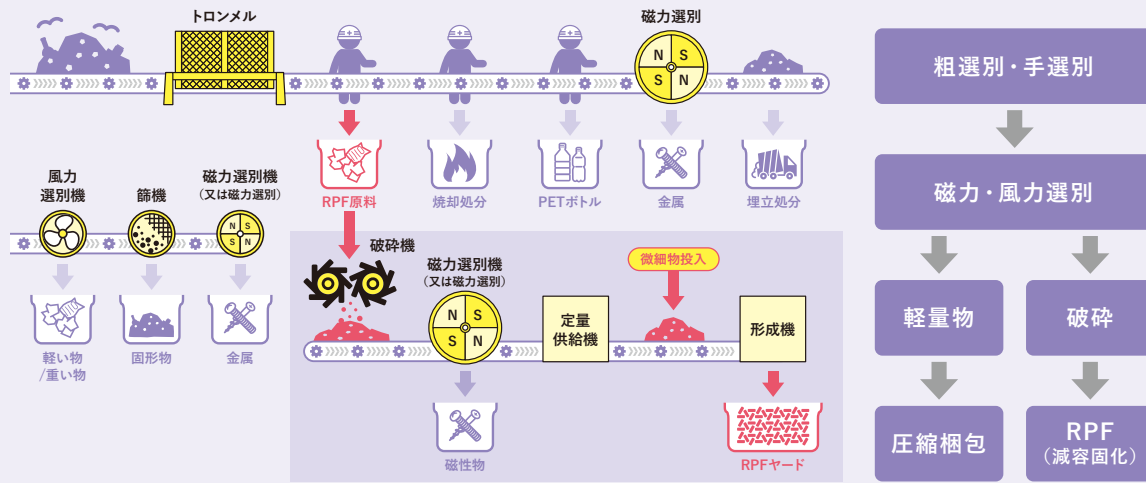 トロンメル
磁力選別
N
S
S
N
RPF原料
焼却処分
PETボトル
金属
埋立処分
風力
選別機
篩機
磁力選別機
（又は磁力選別）
N
S
S
N
軽い物
/重い物
固形物
金属
破砕機
磁力選別機
（又は磁力選別）
N
S
S
N
定量
供給機
微細物投入
形成機
磁性物
RPFヤード
粗選別・手選別
磁力・風力選別
軽量物
破砕
圧縮梱包
RPF
（減容固化）